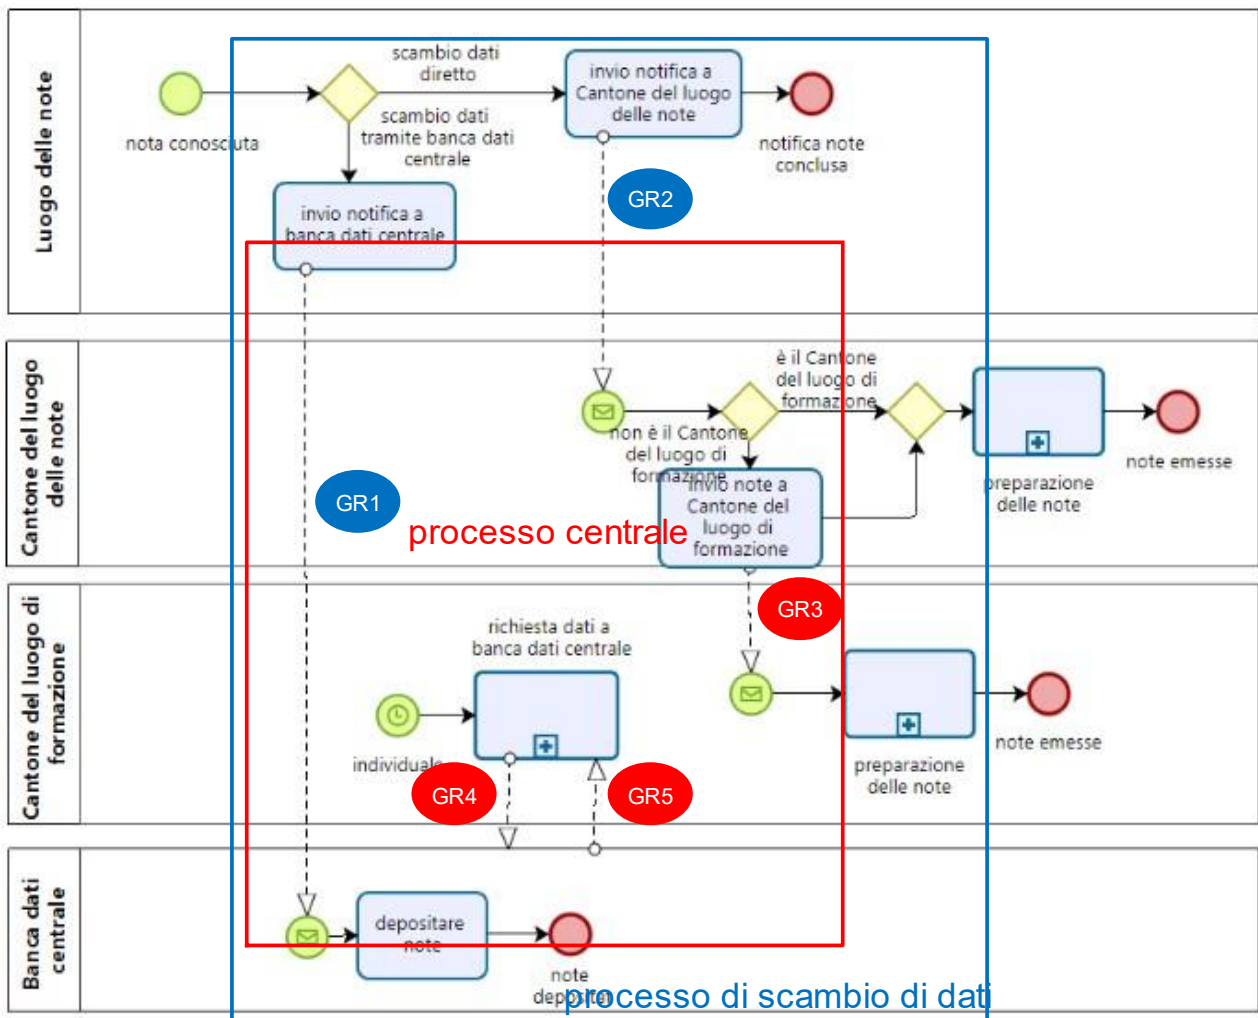 Luogo delle note
nota conosciuta
scambio dati
diretto
scambio dati
tramite banca dati
centrale
invio notifica a
Cantone del luogo
delle note
notifica note
conclusa
invio notifica a
banca dati centrale
GR2
Cantone del luogo
delle note
è il Cantone
del luogo di
formazione
non è il Cantone
del luogo di
formazione
invio note a
Cantone del
luogo di
formazione
preparazione
delle note
note emesse
GR1
processo centrale
GR3
Cantone del luogo di
formazione
richiesta dati a
banca dati centrale
individuale
GR4
GR5
preparazione
delle note
note emesse
Banca dati
centrale
depositare
note
note
processo di scambio di dati